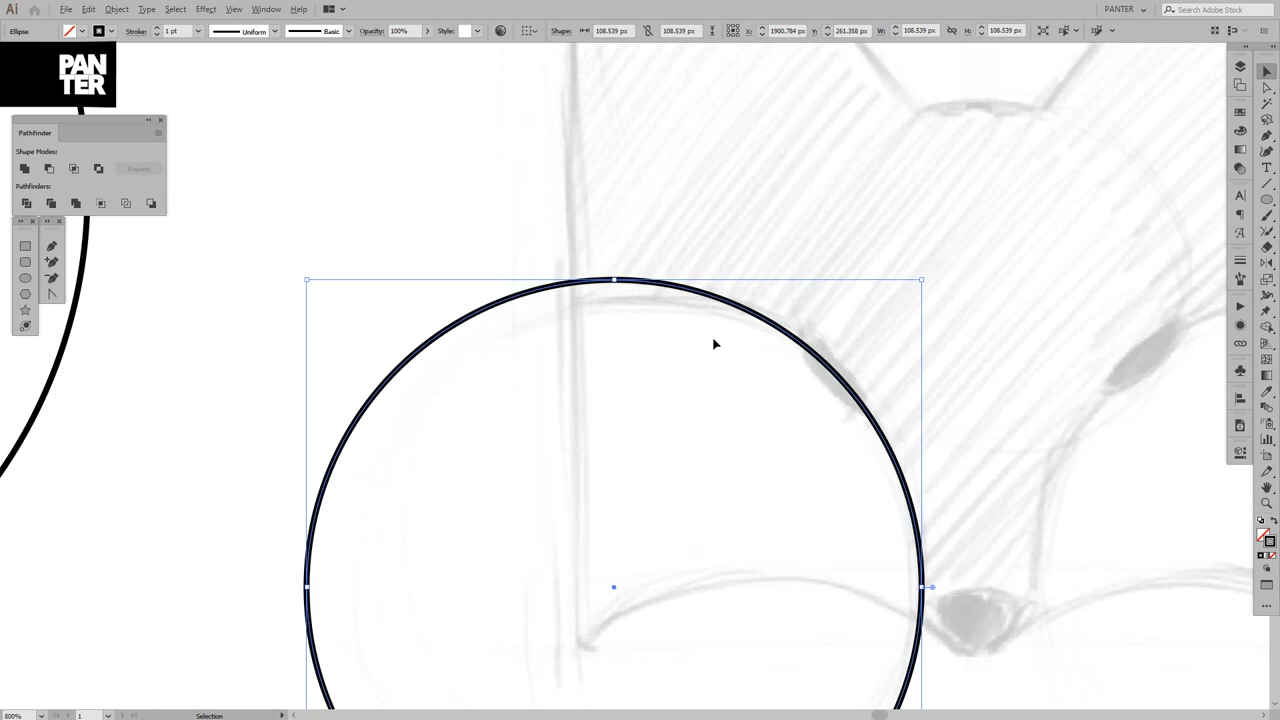 Ai File Edit Object Type Select Effect View Window Help PANTER Search Adobe Stock
Ellipse Stroke: 1 pt Uniform Basic Opacity: 100% Style: Shape: 108.539 px 108.539 px X: 1900.784 px Y: 261.358 px W: 108.539 px H: 108.539 px
PAN
TER
Pathfinder
Shape Modes:
Expand
Pathfinders:
800% 1 Selection